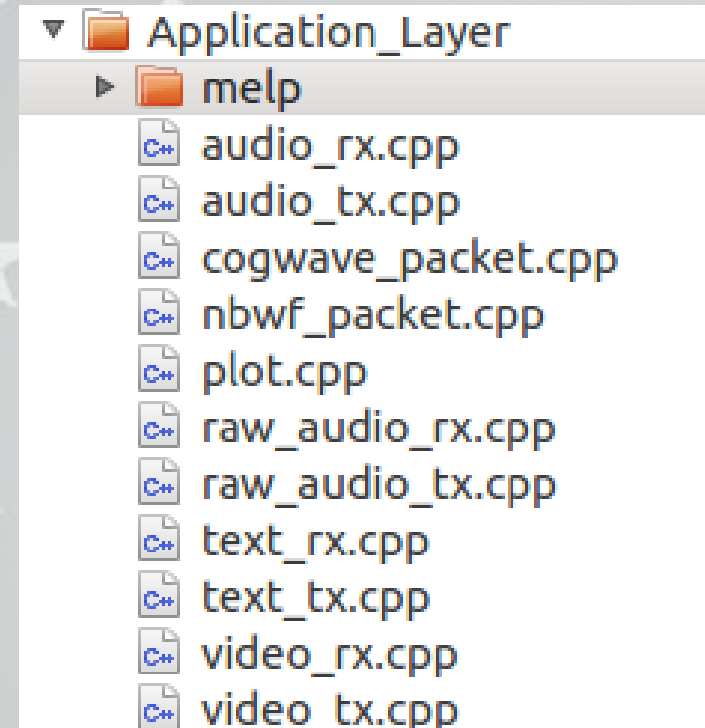 Application_Layer
melp
audio_rx.cpp
audio_tx.cpp
cogwave_packet.cpp
nbwf_packet.cpp
plot.cpp
raw_audio_rx.cpp
raw_audio_tx.cpp
text_rx.cpp
text_tx.cpp
video_rx.cpp
video_tx.cpp